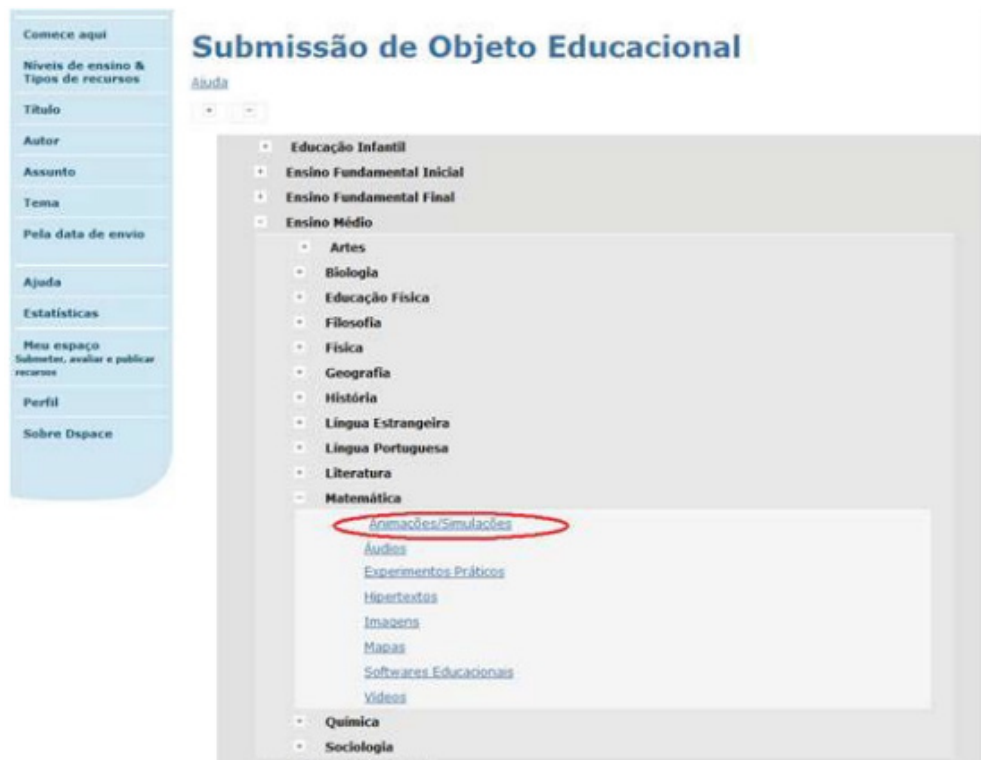 Comece aqui
Níveis de ensino &
Tipos de recursos
Título
Autor
Assunto
Tema
Pela data de envio
Ajuda
Estatísticas
Meu espaço
Submeter, avaliar e publicar
recursos
Perfil
Sobre Dspace
Submissão de Objeto Educacional
Ajuda
+ −
+ Educação Infantil
+ Ensino Fundamental Inicial
+ Ensino Fundamental Final
− Ensino Médio
+ Artes
+ Biologia
+ Educação Física
+ Filosofia
+ Física
+ Geografia
+ História
+ Língua Estrangeira
+ Língua Portuguesa
+ Literatura
− Matemática
Animações/Simulações
Áudios
Experimentos Práticos
Hipertextos
Imagens
Mapas
Softwares Educacionais
Vídeos
+ Química
+ Sociologia